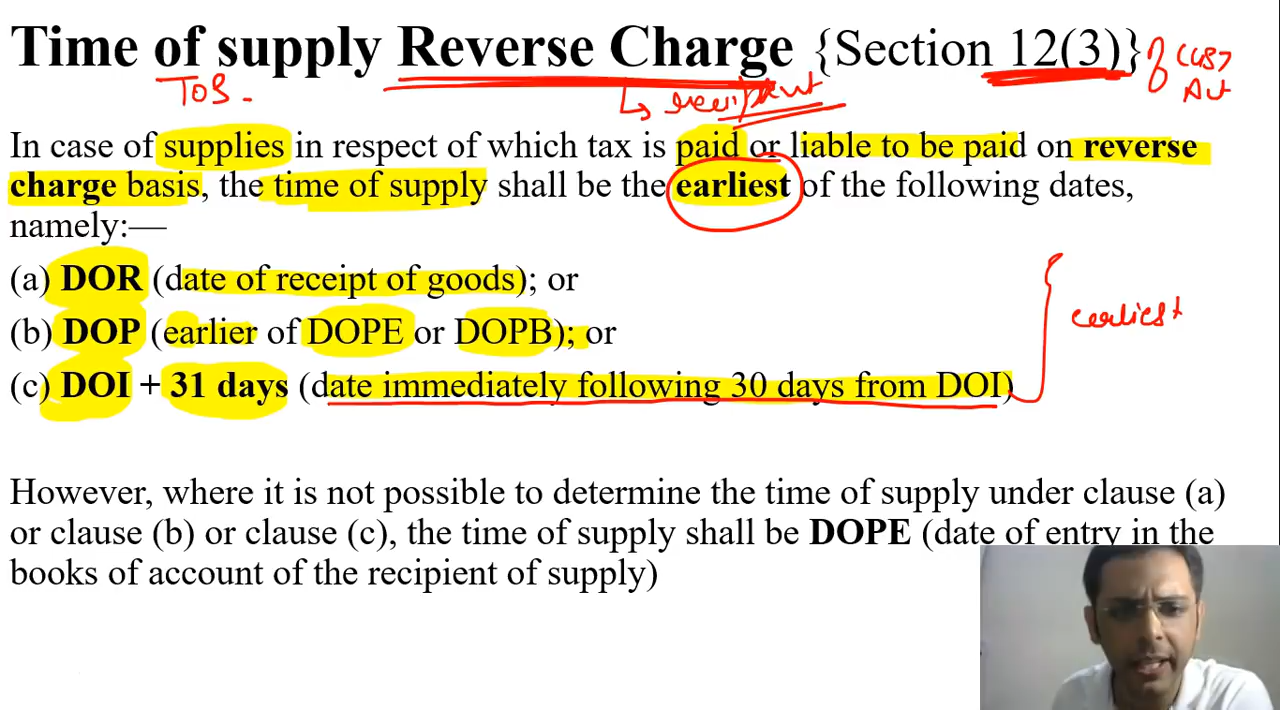 Time of supply Reverse Charge {Section 12(3)} of CGST Act
TOS.
↳ recipient
In case of supplies in respect of which tax is paid or liable to be paid on reverse
charge basis, the time of supply shall be the earliest of the following dates,
namely:—
(a) DOR (date of receipt of goods); or
(b) DOP (earlier of DOPE or DOPB); or
earliest
(c) DOI + 31 days (date immediately following 30 days from DOI)
However, where it is not possible to determine the time of supply under clause (a)
or clause (b) or clause (c), the time of supply shall be DOPE (date of entry in the
books of account of the recipient of supply)